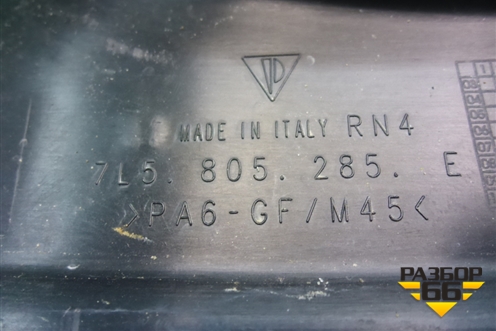 MADE IN ITALY RN4
7L5. 805. 285. E
>PA6-GF/M45<
РАЗБОР
66